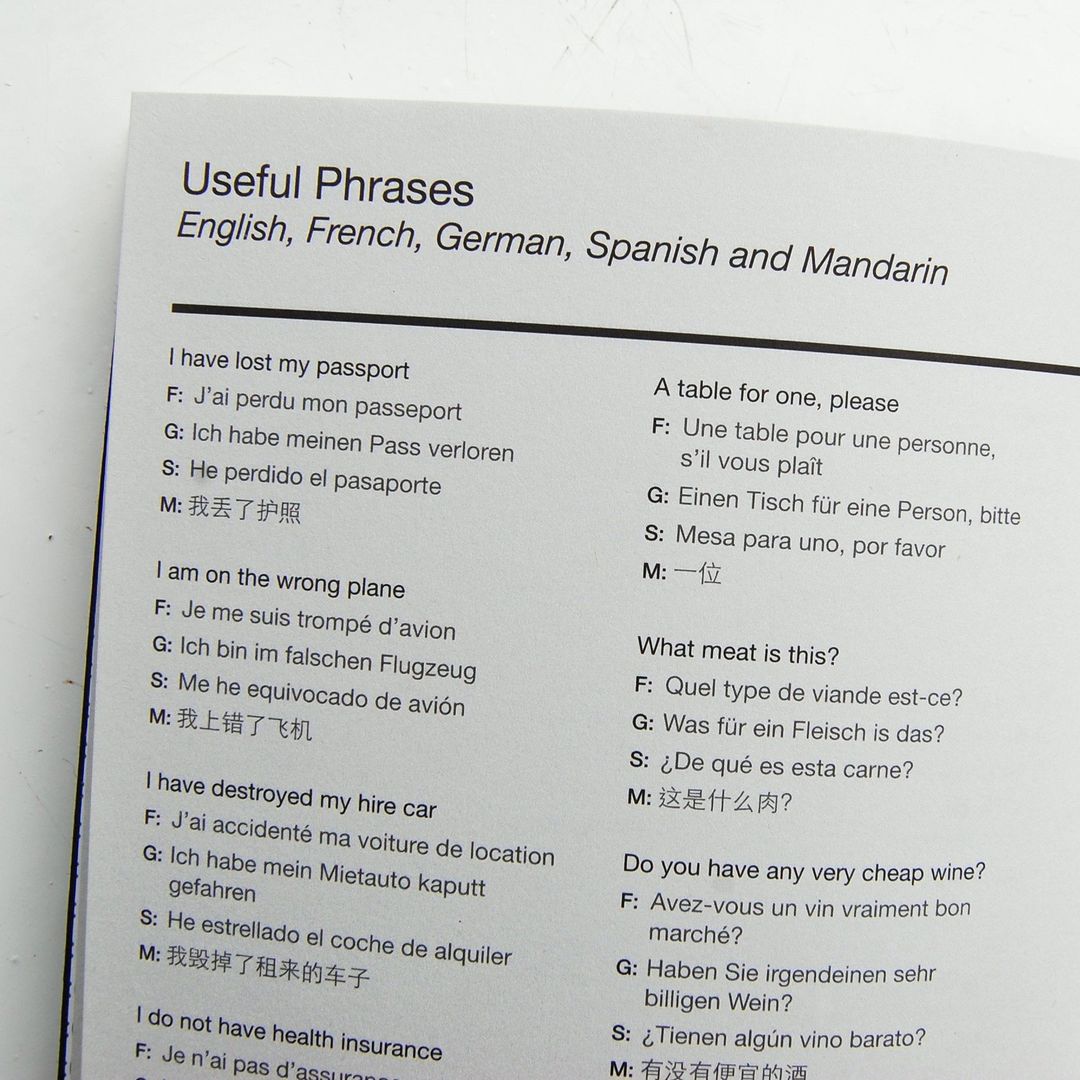 Useful Phrases
English, French, German, Spanish and Mandarin
I have lost my passport
F: J'ai perdu mon passeport
G: Ich habe meinen Pass verloren
S: He perdido el pasaporte
M: 我丢了护照
I am on the wrong plane
F: Je me suis trompé d'avion
G: Ich bin im falschen Flugzeug
S: Me he equivocado de avión
M: 我上错了飞机
I have destroyed my hire car
F: J'ai accidenté ma voiture de location
G: Ich habe mein Mietauto kaputt
gefahren
S: He estrellado el coche de alquiler
M: 我毁掉了租来的车子
I do not have health insurance
F: Je n'ai pas
A table for one, please
F: Une table pour une personne,
s'il vous plaît
G: Einen Tisch für eine Person, bitte
S: Mesa para uno, por favor
M: 一位
What meat is this?
F: Quel type de viande est-ce?
G: Was für ein Fleisch is das?
S: ¿De qué es esta carne?
M: 这是什么肉?
Do you have any very cheap wine?
F: Avez-vous un vin vraiment bon
marché?
G: Haben Sie irgendeinen sehr
billigen Wein?
S: ¿Tienen algún vino barato?
M: 有没有便宜的酒